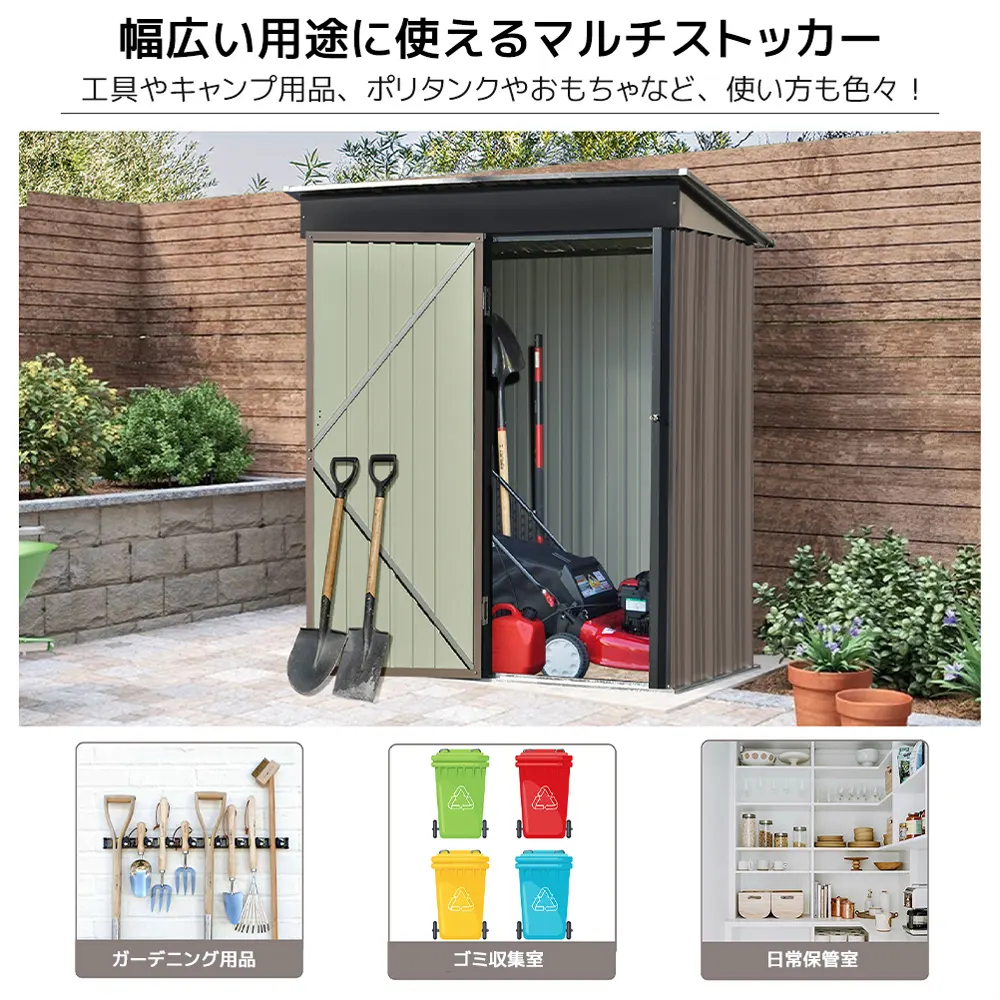 幅広い用途に使えるマルチストッカー
工具やキャンプ用品、ポリタンクやおもちゃなど、使い方も色々！
ガーデニング用品
ゴミ収集室
日常保管室